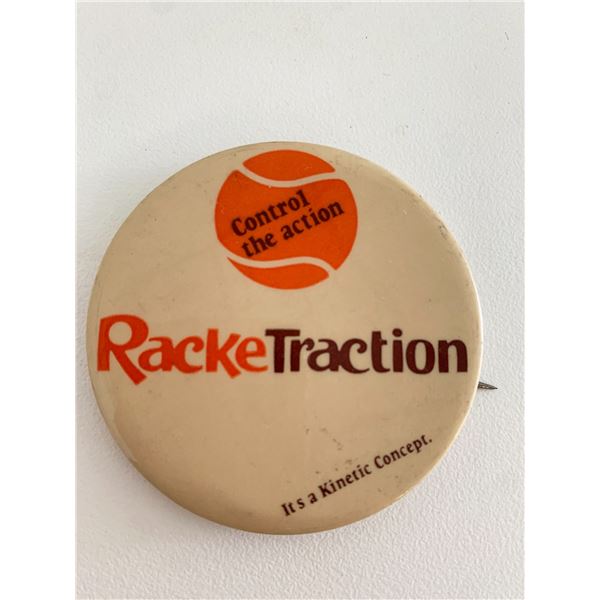 Control
the action
RackeTraction
It s a Kinetic Concept.